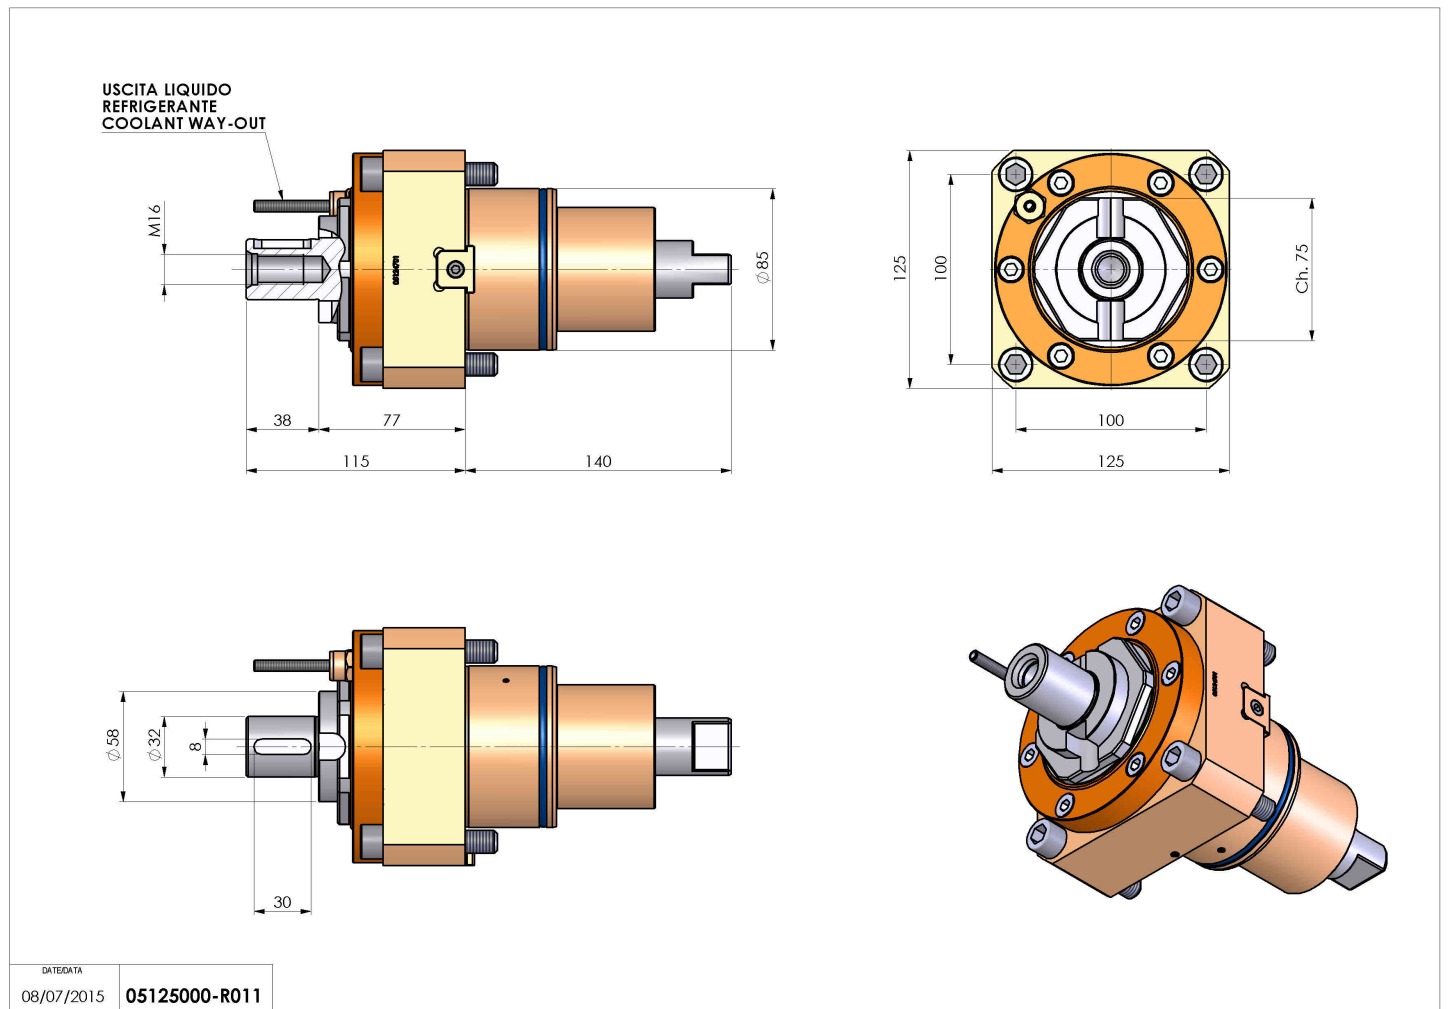 USCITA LIQUIDO
REFRIGERANTE
COOLANT WAY-OUT
M16
Ø85
38
77
115
140
125
100
Ch. 75
100
125
Ø58
Ø32
8
30
DATE/DATA
08/07/2015
05125000-R011